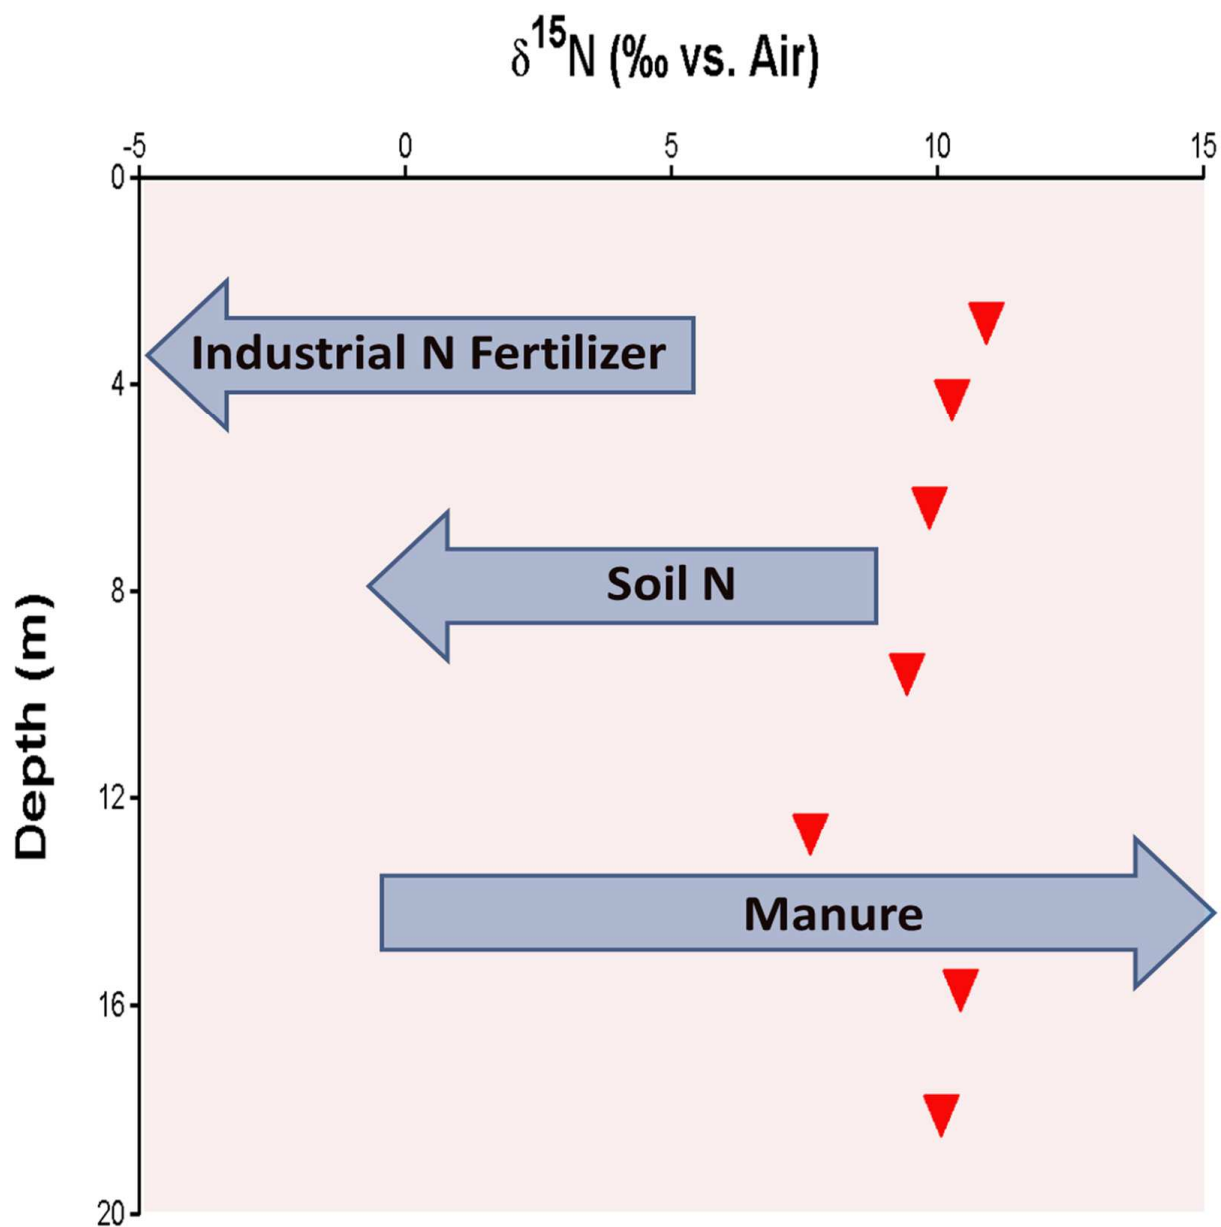 δ¹⁵N (‰ vs. Air)
-5 0 5 10 15
0
Industrial N Fertilizer
4
Soil N
8
Depth (m)
12
Manure
16
20